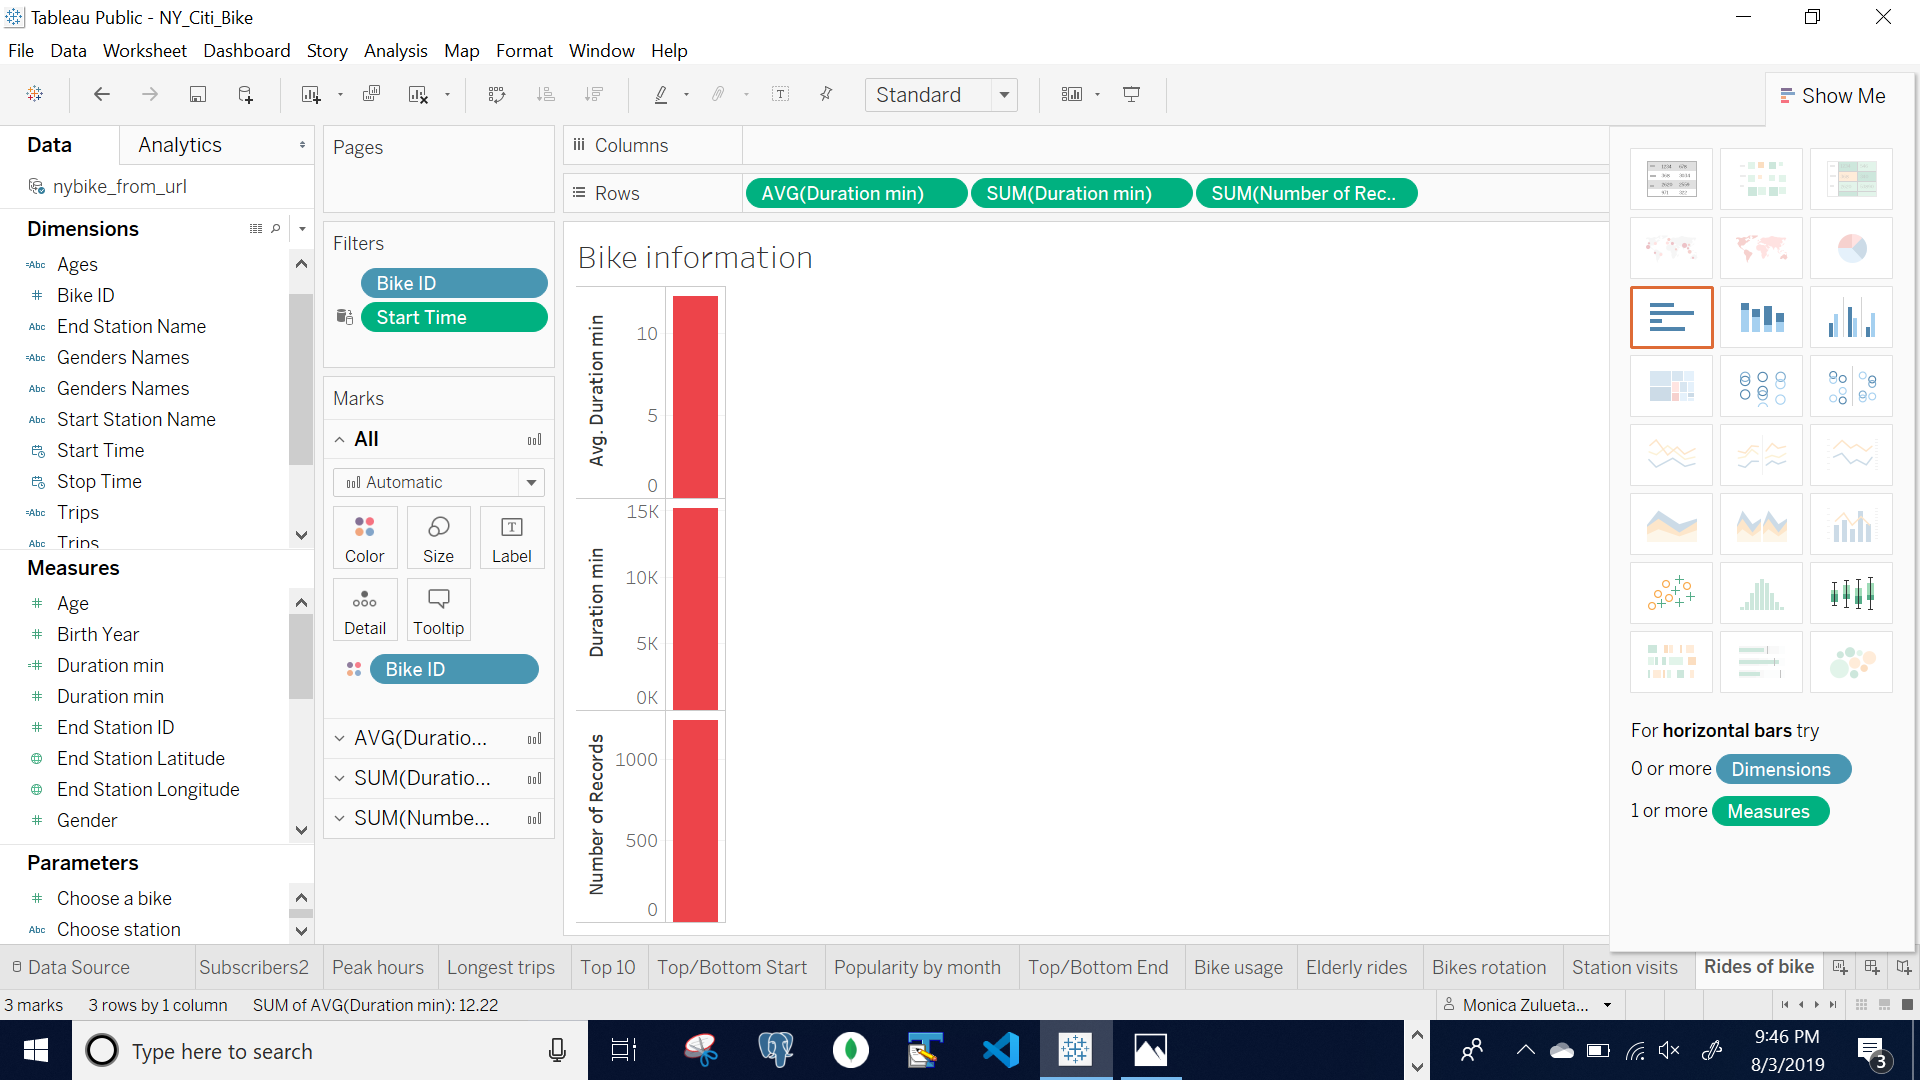 Tableau Public - NY_Citi_Bike
File Data Worksheet Dashboard Story Analysis Map Format Window Help
Standard
Show Me
Data
Analytics
nybike_from_url
Dimensions
Abc Ages
Bike ID
Abc End Station Name
Abc Genders Names
Abc Genders Names
Abc Start Station Name
Start Time
Stop Time
Abc Trips
Abc Trips
Measures
Age
Birth Year
Duration min
Duration min
End Station ID
End Station Latitude
End Station Longitude
Gender
Parameters
Choose a bike
Abc Choose station
Pages
Filters
Bike ID
Start Time
Marks
All
Automatic
Color
Size
Label
Detail
Tooltip
Bike ID
AVG(Duratio...
SUM(Duratio...
SUM(Numbe...
Columns
Rows
AVG(Duration min)
SUM(Duration min)
SUM(Number of Rec..
Bike information
Avg. Duration min
10
5
0
Duration min
15K
10K
5K
0K
Number of Records
1000
500
0
For horizontal bars try
0 or more Dimensions
1 or more Measures
Data Source
Subscribers2
Peak hours
Longest trips
Top 10
Top/Bottom Start
Popularity by month
Top/Bottom End
Bike usage
Elderly rides
Bikes rotation
Station visits
Rides of bike
3 marks
3 rows by 1 column
SUM of AVG(Duration min): 12.22
Monica Zulueta...
Type here to search
9:46 PM
8/3/2019
3